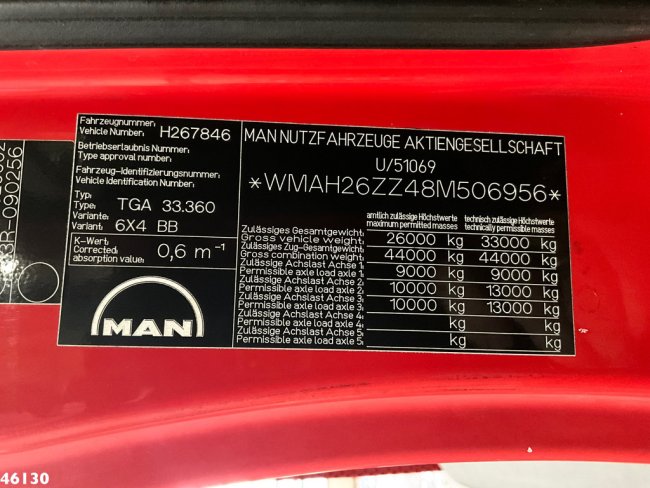 Fahrzeugnummer:
Vehicle Number: H267846
Betriebserlaubnis Nummer:
Type approval number:
Fahrzeug-Identifizierungsnummer:
Vehicle Identification Number:
Typ:
Type: TGA 33.360
Variante:
Variant: 6X4 BB
K-Wert:
Corrected absorption value: 0,6 m⁻¹
MAN
MAN NUTZFAHRZEUGE AKTIENGESELLSCHAFT
U/51069
*WMAH26ZZ48M506956*
amtlich zulässige Höchstwerte technisch zulässige Höchstwerte
maximum permitted masses technically permissible masses
Zulässiges Gesamtgewicht:
Gross vehicle weight: 26000 kg 33000 kg
Zulässiges Zug-Gesamtgewicht:
Gross combination weight: 44000 kg 44000 kg
Zulässige Achslast Achse 1:
Permissible axle load axle 1: 9000 kg 9000 kg
Zulässige Achslast Achse 2:
Permissible axle load axle 2: 10000 kg 13000 kg
Zulässige Achslast Achse 3:
Permissible axle load axle 3: 10000 kg 13000 kg
Zulässige Achslast Achse 4:
Permissible axle load axle 4: kg kg
Zulässige Achslast Achse 5:
Permissible axle load axle 5: kg kg
46130